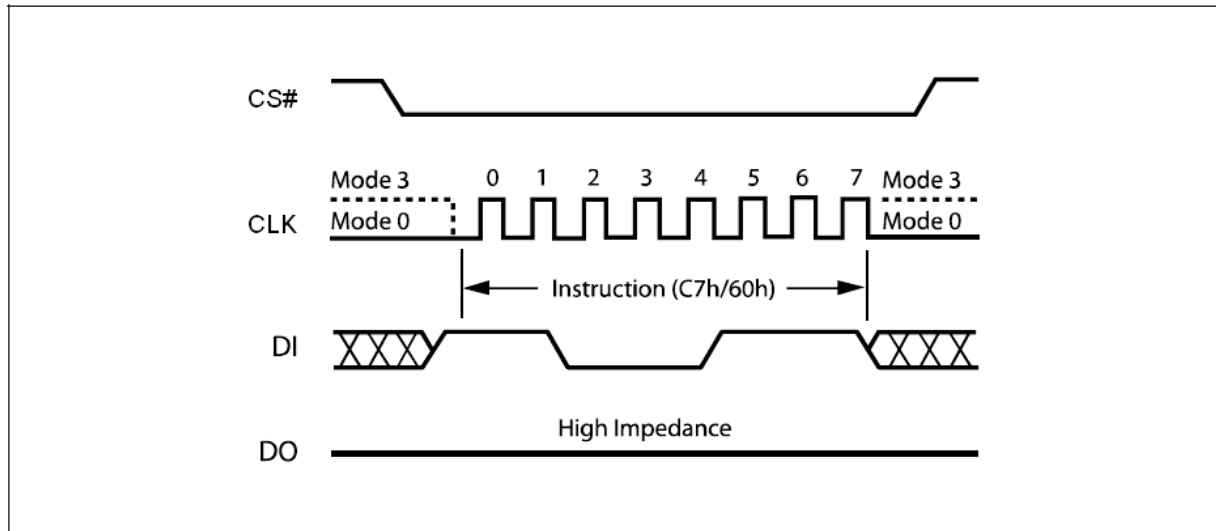 CS#
Mode 3 0 1 2 3 4 5 6 7 Mode 3
CLK Mode 0 Mode 0
Instruction (C7h/60h)
DI
High Impedance
DO